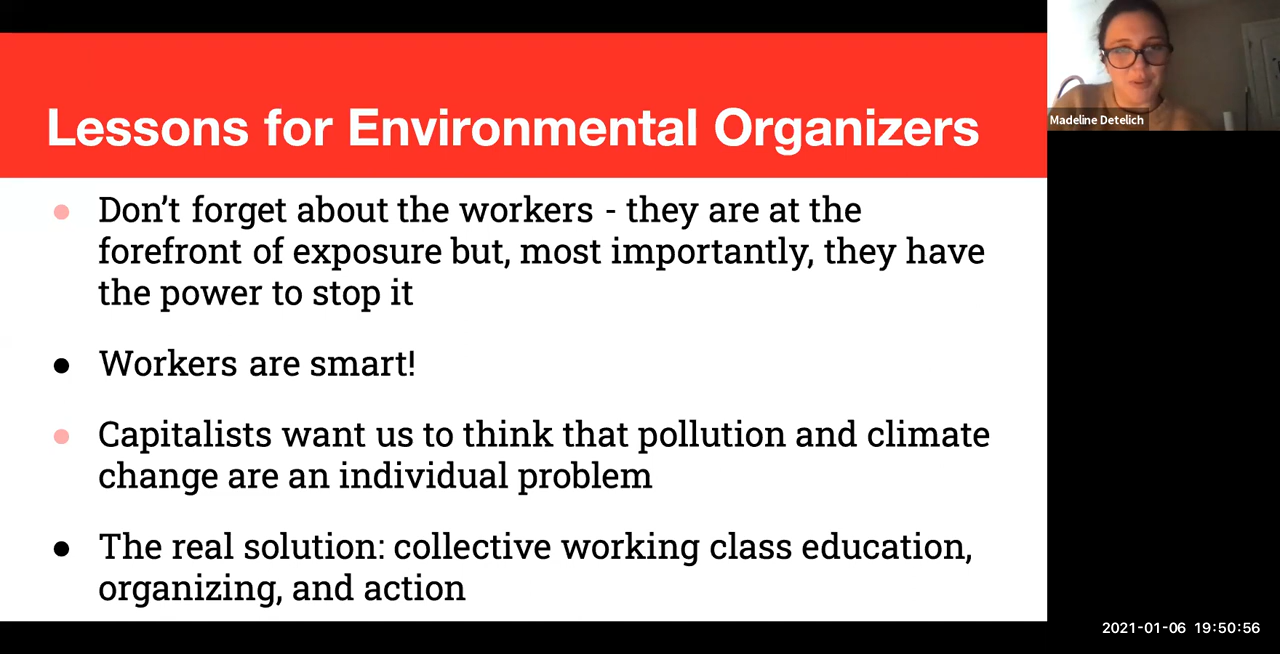 Lessons for Environmental Organizers
Madeline Detelich
● Don’t forget about the workers - they are at the
forefront of exposure but, most importantly, they have
the power to stop it
● Workers are smart!
● Capitalists want us to think that pollution and climate
change are an individual problem
● The real solution: collective working class education,
organizing, and action
2021-01-06 19:50:56